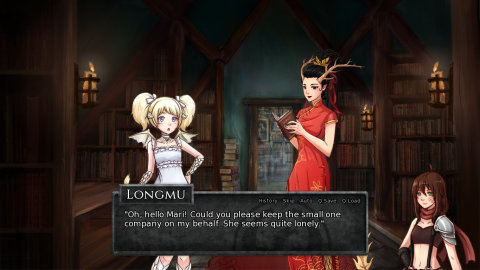 LONGMU
History Skip Auto Q.Save Q.Load
"Oh, hello Mari! Could you please keep the small one
company on my behalf. She seems quite lonely."